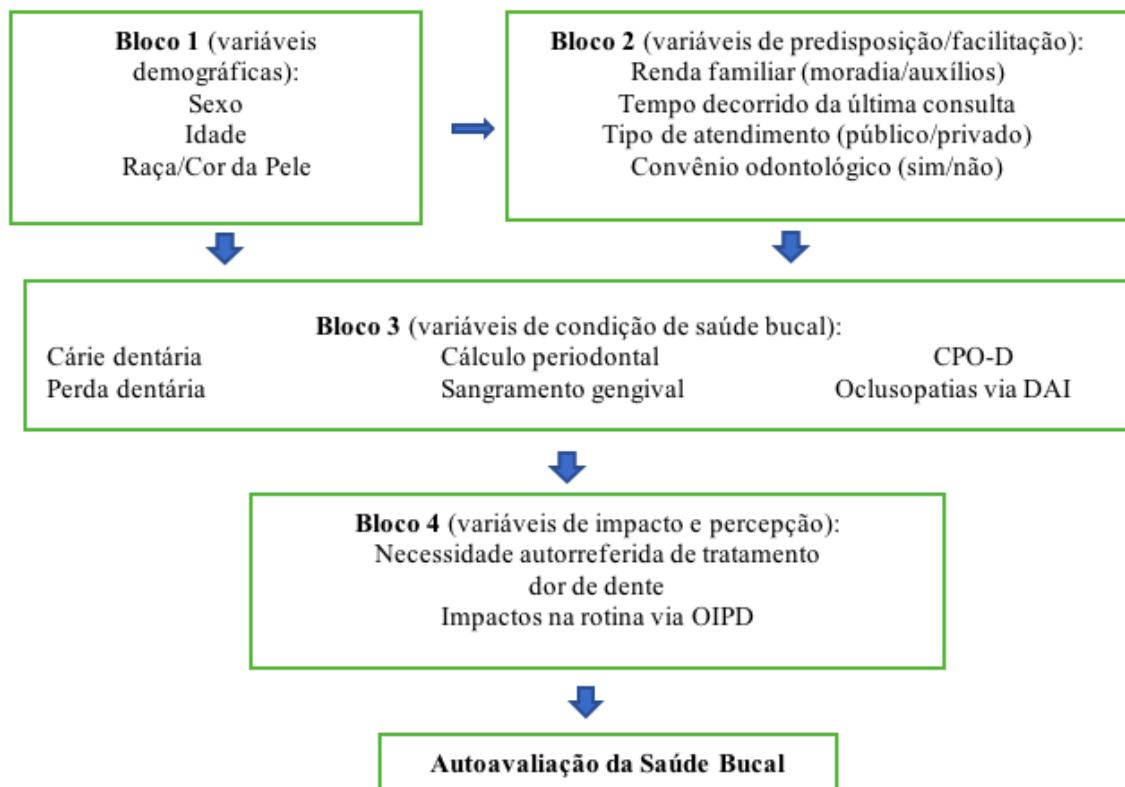 Bloco 1 (variáveis
demográficas):
Sexo
Idade
Raça/Cor da Pele
Bloco 2 (variáveis de predisposição/facilitação):
Renda familiar (moradia/auxílios)
Tempo decorrido da última consulta
Tipo de atendimento (público/privado)
Convênio odontológico (sim/não)
Bloco 3 (variáveis de condição de saúde bucal):
Cárie dentária Cálculo periodontal CPO-D
Perda dentária Sangramento gengival Oclusopatias via DAI
Bloco 4 (variáveis de impacto e percepção):
Necessidade autorreferida de tratamento
dor de dente
Impactos na rotina via OIPD
Autoavaliação da Saúde Bucal